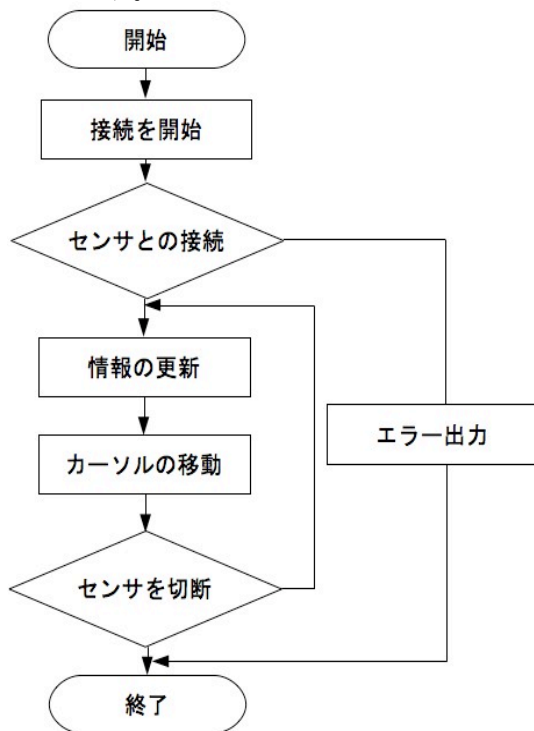 開始
接続を開始
センサとの接続
情報の更新
エラー出力
カーソルの移動
センサを切断
終了